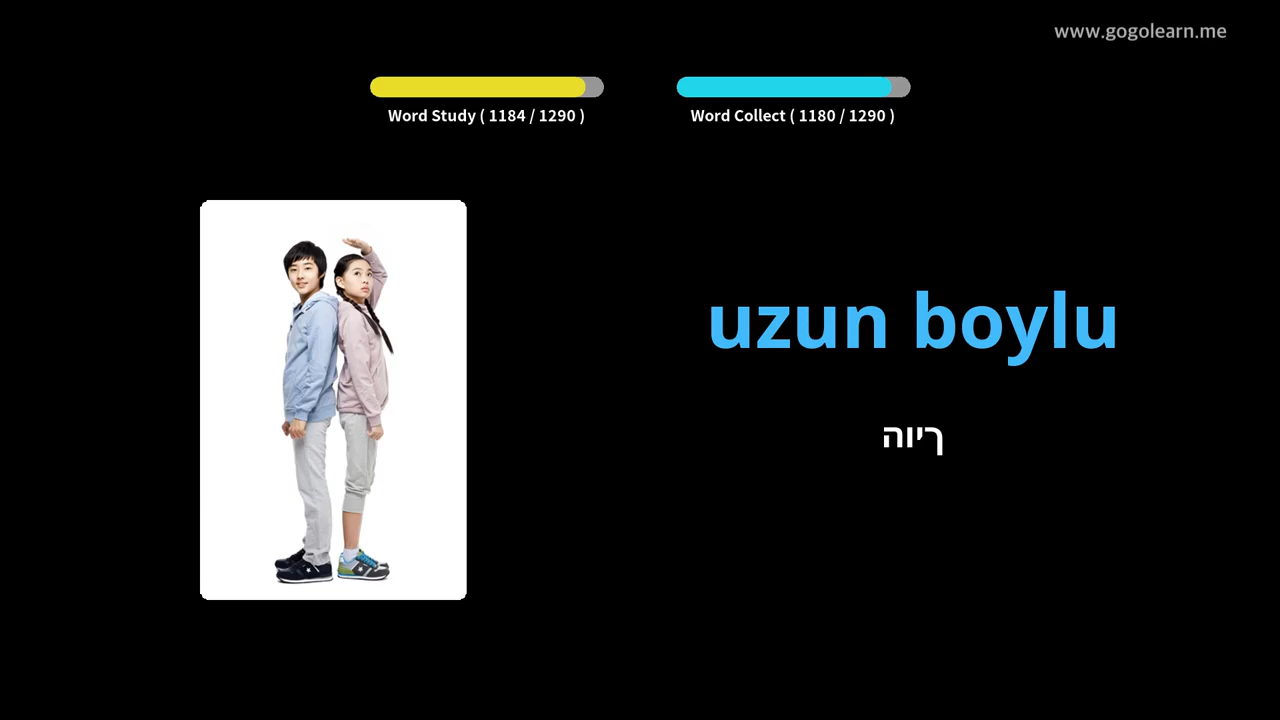 www.gogolearn.me
Word Study ( 1184 / 1290 )
Word Collect ( 1180 / 1290 )
uzun boylu
ךיוה